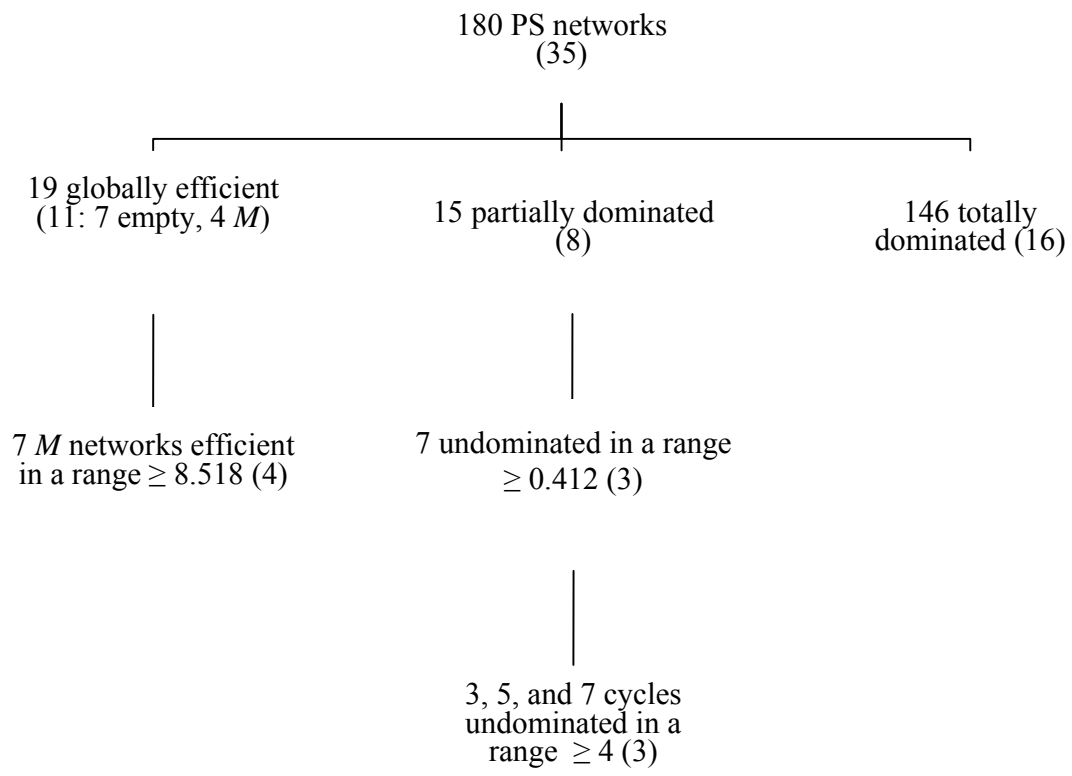 180 PS networks
(35)
19 globally efficient
(11: 7 empty, 4 M)
15 partially dominated
(8)
146 totally
dominated (16)
7 M networks efficient
in a range ≥ 8.518 (4)
7 undominated in a range
≥ 0.412 (3)
3, 5, and 7 cycles
undominated in a
range ≥ 4 (3)